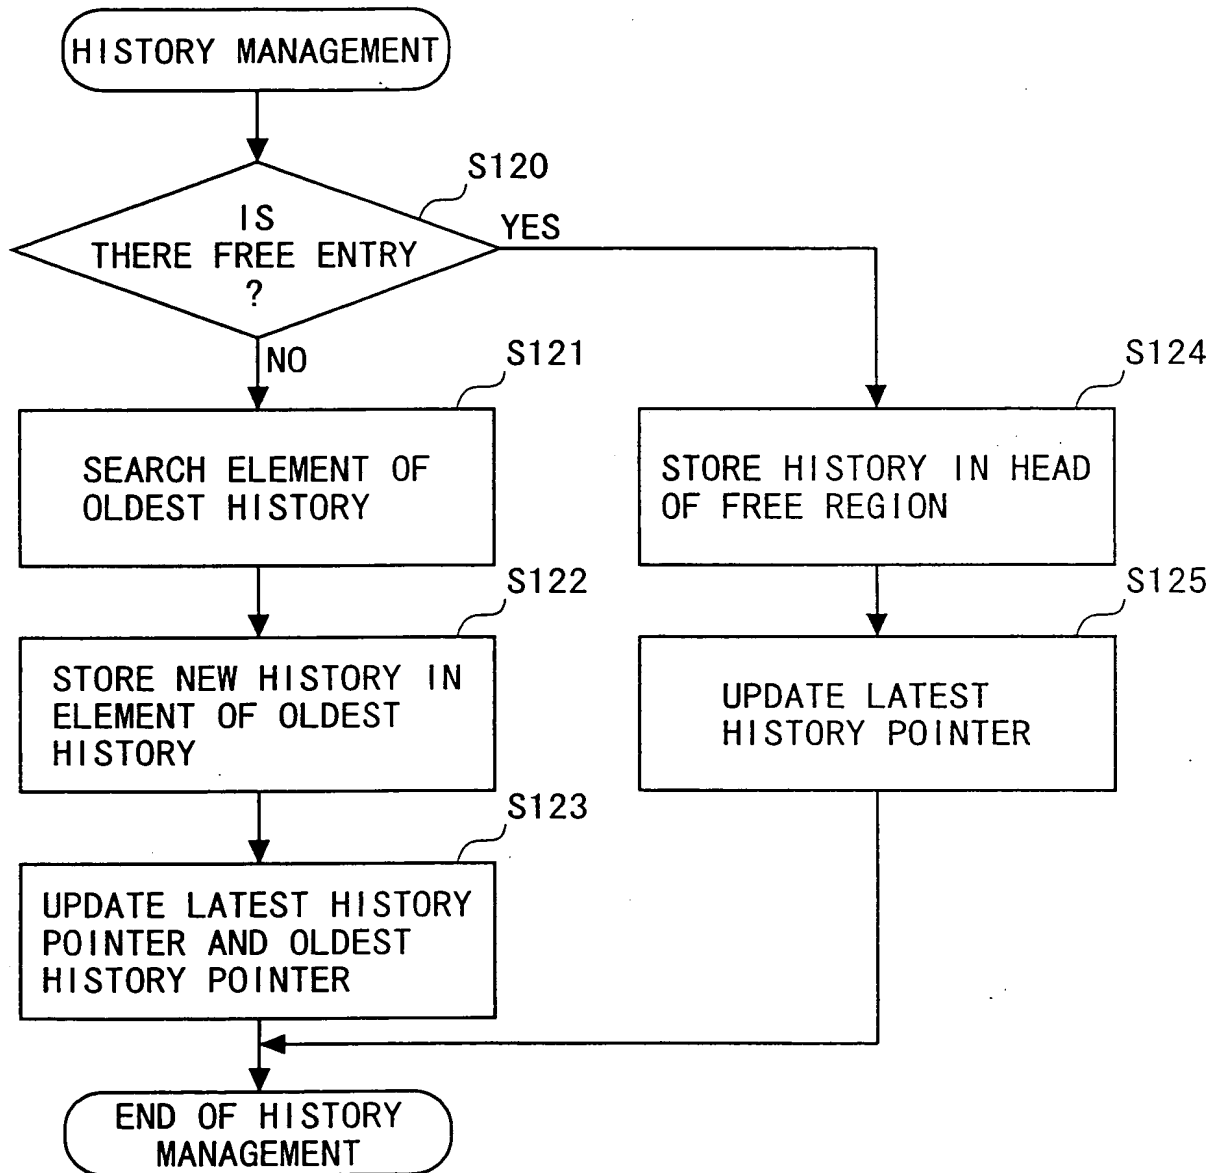 HISTORY MANAGEMENT
S120
IS
THERE FREE ENTRY
?
YES
NO
S121
SEARCH ELEMENT OF
OLDEST HISTORY
S122
STORE NEW HISTORY IN
ELEMENT OF OLDEST
HISTORY
S123
UPDATE LATEST HISTORY
POINTER AND OLDEST
HISTORY POINTER
S124
STORE HISTORY IN HEAD
OF FREE REGION
S125
UPDATE LATEST
HISTORY POINTER
END OF HISTORY
MANAGEMENT